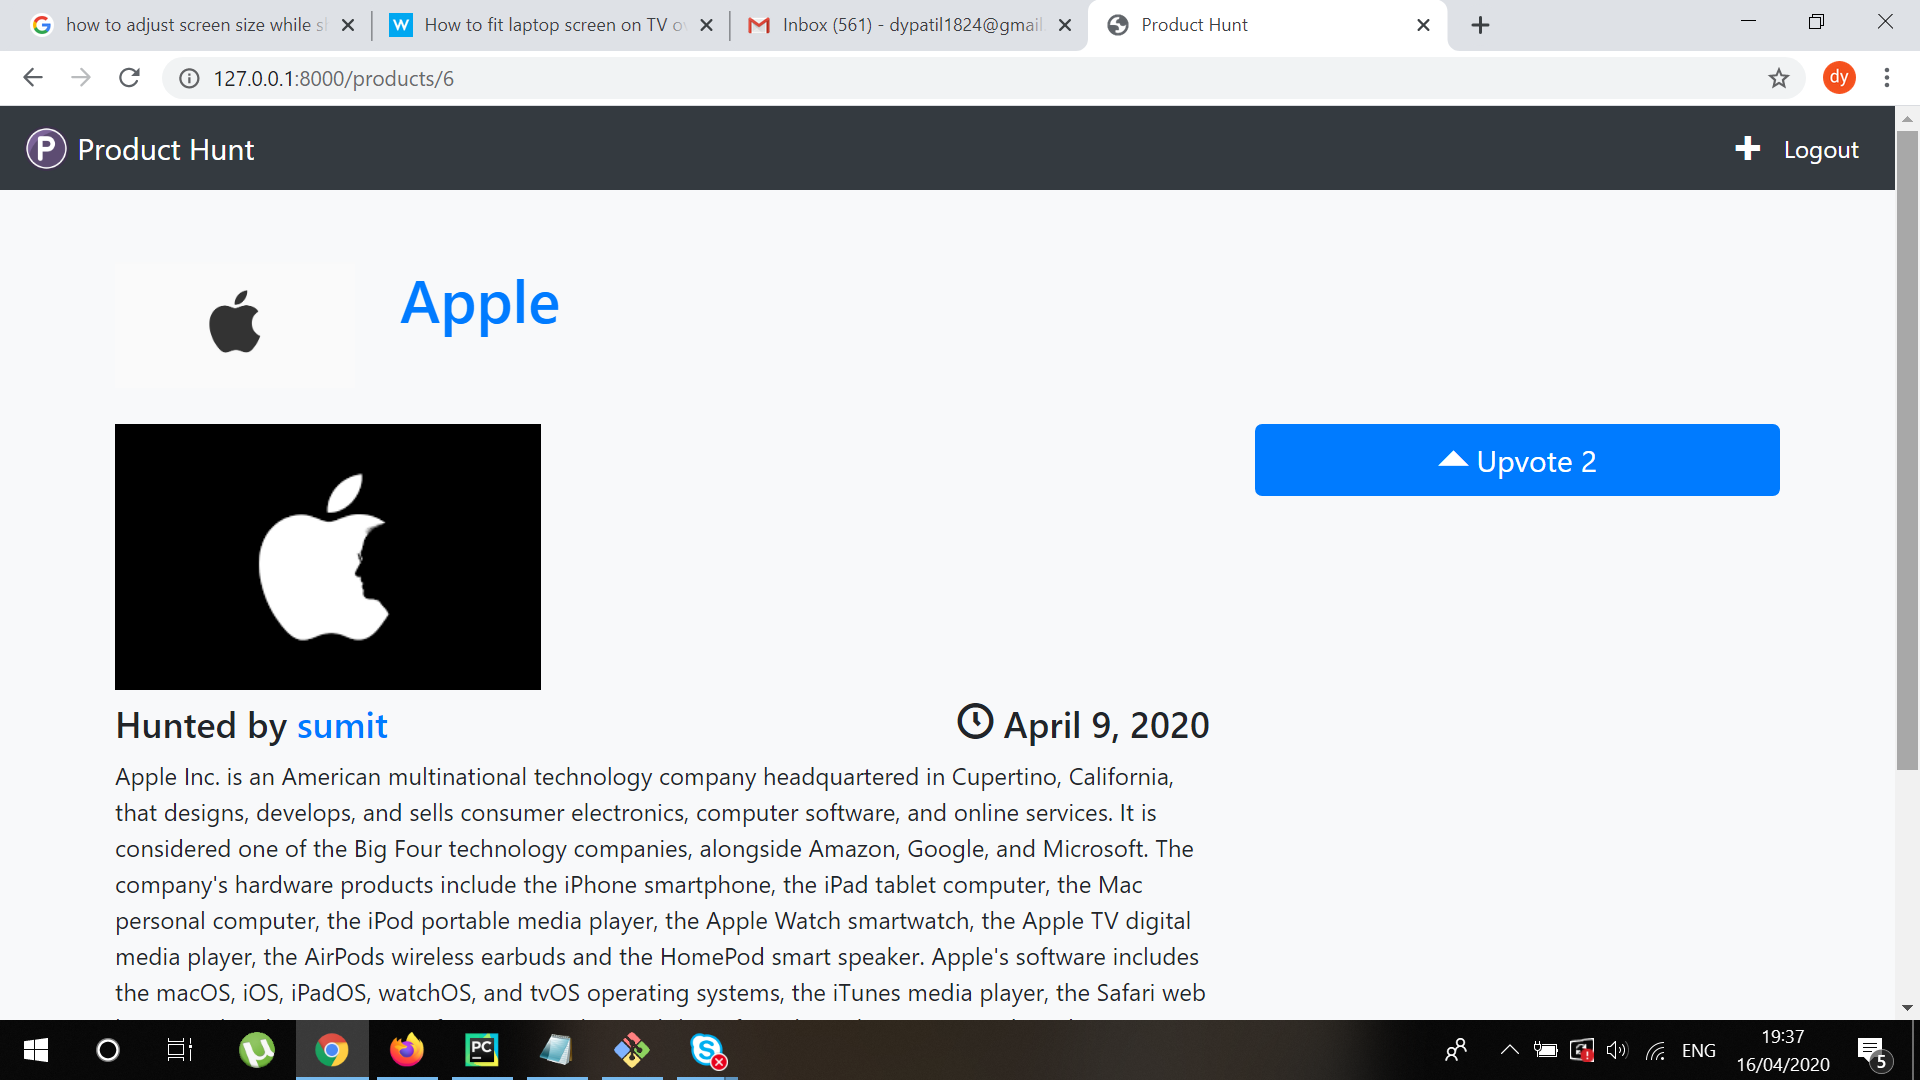 how to adjust screen size while s
How to fit laptop screen on TV o
Inbox (561) - dypatil1824@gmail.
Product Hunt
127.0.0.1:8000/products/6
dy
P Product Hunt
Logout
Apple
Upvote 2
Hunted by sumit
April 9, 2020
Apple Inc. is an American multinational technology company headquartered in Cupertino, California,
that designs, develops, and sells consumer electronics, computer software, and online services. It is
considered one of the Big Four technology companies, alongside Amazon, Google, and Microsoft. The
company's hardware products include the iPhone smartphone, the iPad tablet computer, the Mac
personal computer, the iPod portable media player, the Apple Watch smartwatch, the Apple TV digital
media player, the AirPods wireless earbuds and the HomePod smart speaker. Apple's software includes
the macOS, iOS, iPadOS, watchOS, and tvOS operating systems, the iTunes media player, the Safari web
PC
ENG
19:37
16/04/2020
5